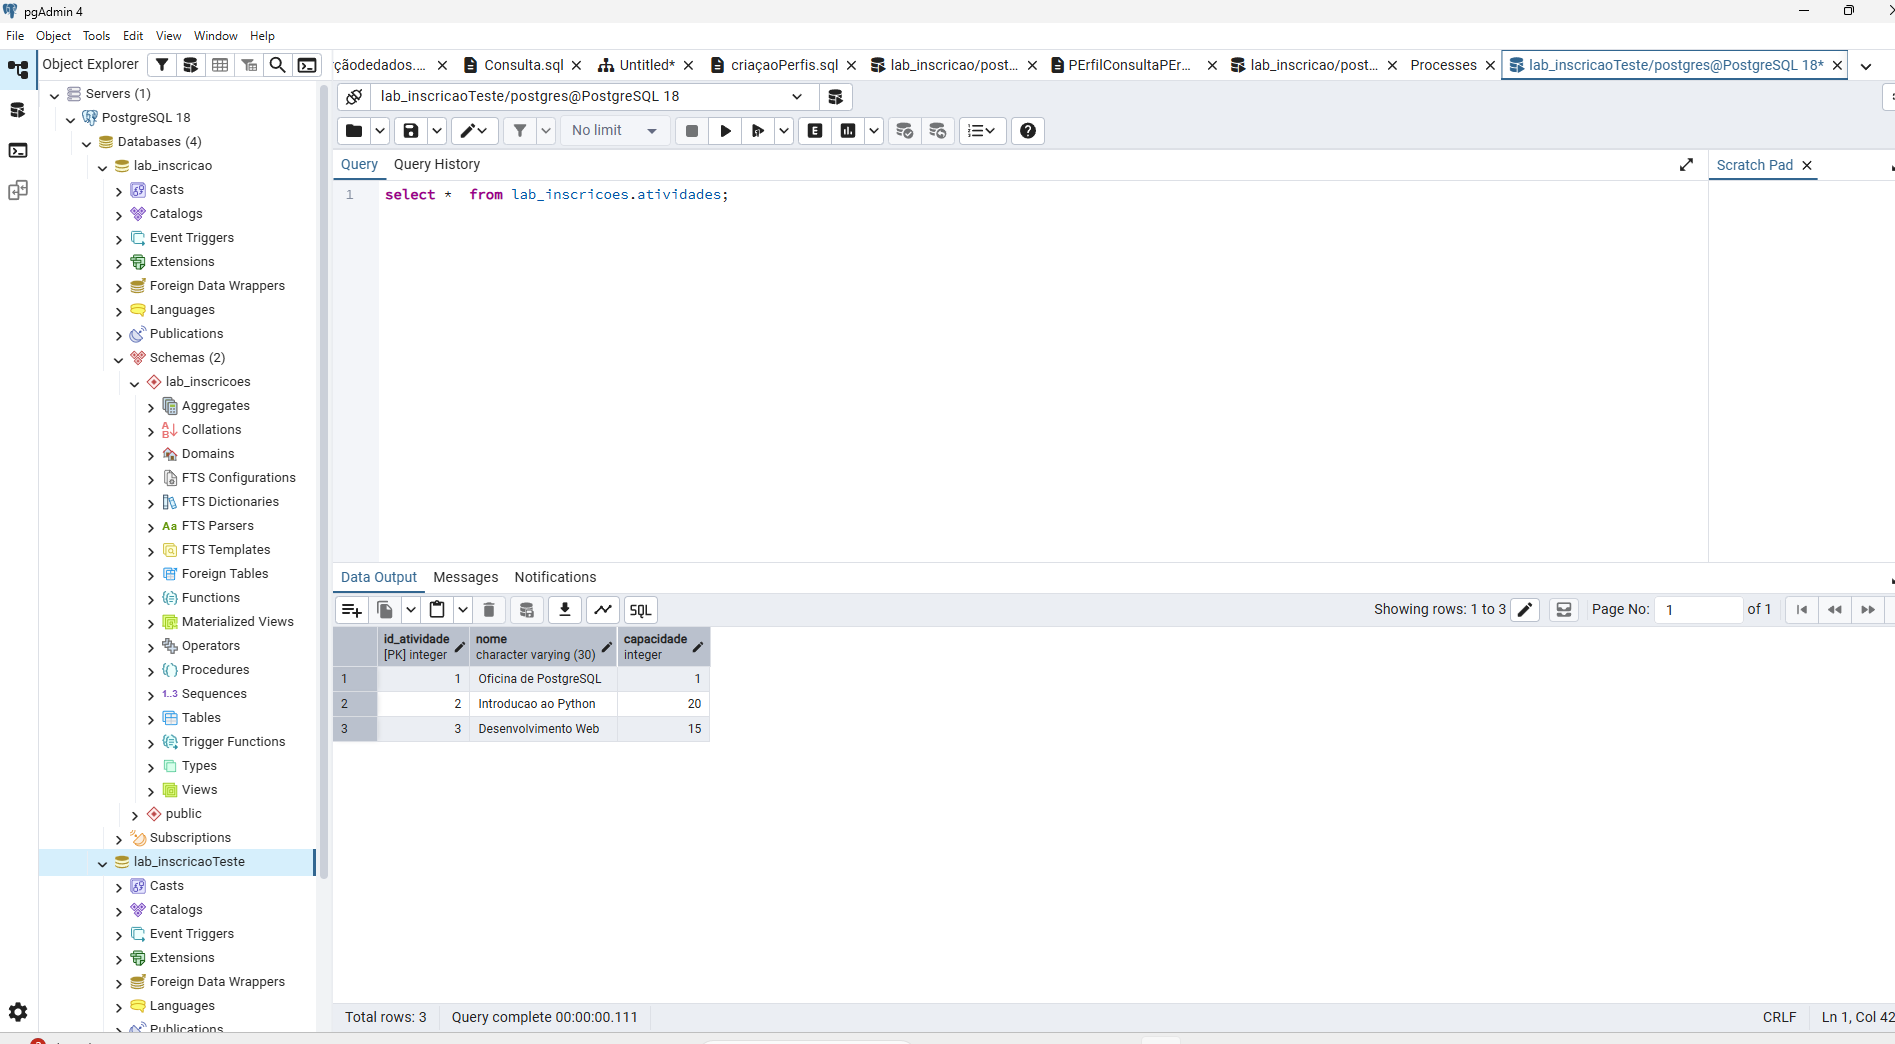 pgAdmin 4
File Object Tools Edit View Window Help
Object Explorer
çãodedados.... Consulta.sql Untitled* criaçaoPerfis.sql lab_inscricao/post... PErfilConsultaPEr... lab_inscricao/post... Processes lab_inscricaoTeste/postgres@PostgreSQL 18*
Servers (1)
PostgreSQL 18
Databases (4)
lab_inscricao
Casts
Catalogs
Event Triggers
Extensions
Foreign Data Wrappers
Languages
Publications
Schemas (2)
lab_inscricoes
Aggregates
Collations
Domains
FTS Configurations
FTS Dictionaries
Aa FTS Parsers
FTS Templates
Foreign Tables
Functions
Materialized Views
Operators
Procedures
1..3 Sequences
Tables
Trigger Functions
Types
Views
public
Subscriptions
lab_inscricaoTeste
Casts
Catalogs
Event Triggers
Extensions
Foreign Data Wrappers
Languages
Publications
lab_inscricaoTeste/postgres@PostgreSQL 18
No limit
E
Query Query History
Scratch Pad
1 select * from lab_inscricoes.atividades;
Data Output Messages Notifications
SQL
Showing rows: 1 to 3 Page No: 1 of 1
id_atividade nome capacidade
[PK] integer character varying (30) integer
1 1 Oficina de PostgreSQL 1
2 2 Introducao ao Python 20
3 3 Desenvolvimento Web 15
Total rows: 3 Query complete 00:00:00.111 CRLF Ln 1, Col 42